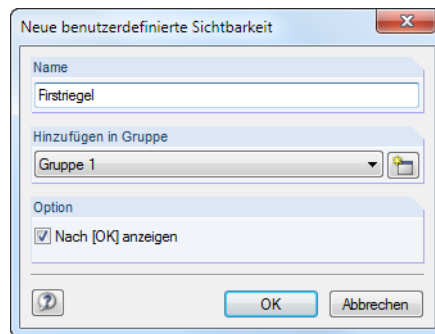 Neue benutzerdefinierte Sichtbarkeit
Name
Firstriegel
Hinzufügen in Gruppe
Gruppe 1
Option
Nach [OK] anzeigen
OK
Abbrechen